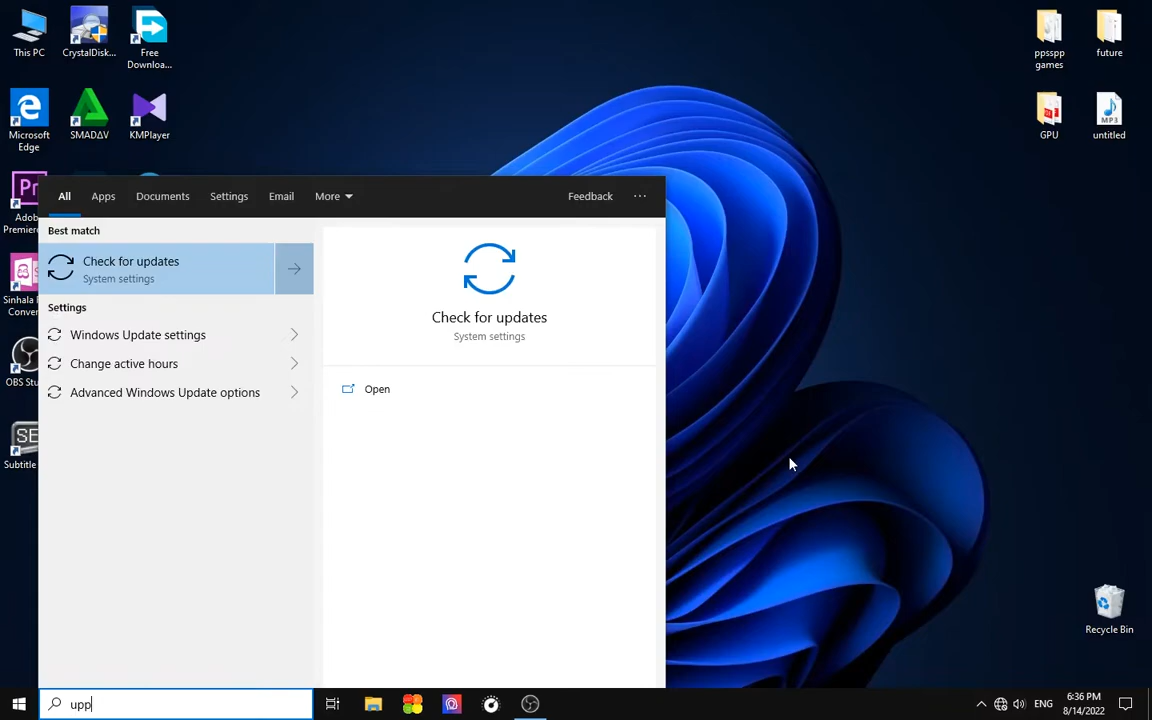 This PC
CrystalDisk...
Free
Downloa...
Microsoft
Edge
SMADΔV
KMPlayer
Pr
Adob
Premiere
Sinhala
Conver
OBS Stu
SE
Subtitle
ppsspp
games
future
GPU
MP3
untitled
Recycle Bin
All
Apps
Documents
Settings
Email
More
Feedback
...
Best match
Check for updates
System settings
Settings
Windows Update settings
Change active hours
Advanced Windows Update options
Check for updates
System settings
Open
upp
ENG
6:36 PM
8/14/2022